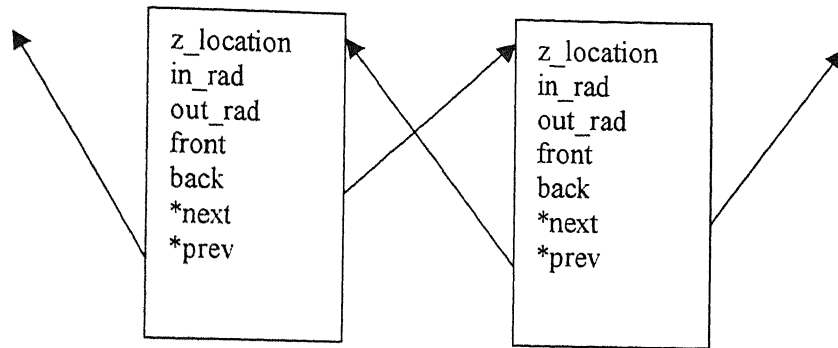 z_location
in_rad
out_rad
front
back
*next
*prev
z_location
in_rad
out_rad
front
back
*next
*prev